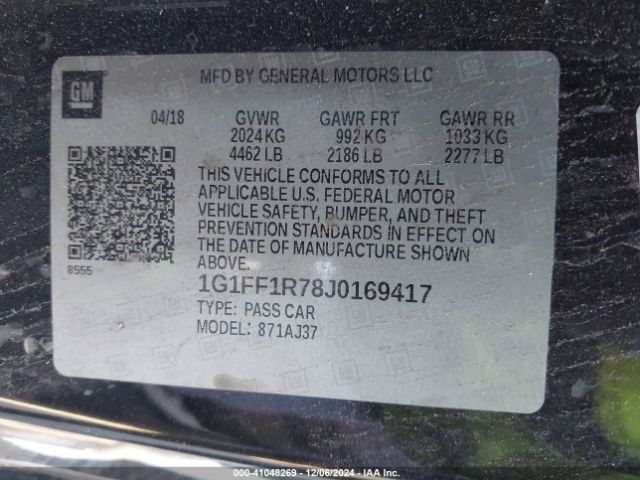 GM
MFD BY GENERAL MOTORS LLC
04/18 GVWR GAWR FRT GAWR RR
2024 KG 992 KG 1033 KG
4462 LB 2186 LB 2277 LB
THIS VEHICLE CONFORMS TO ALL
APPLICABLE U.S. FEDERAL MOTOR
VEHICLE SAFETY, BUMPER, AND THEFT
PREVENTION STANDARDS IN EFFECT ON
THE DATE OF MANUFACTURE SHOWN
ABOVE.
8555
1G1FF1R78J0169417
TYPE: PASS CAR
MODEL: 871AJ37
000-41048269 - 12/06/2024 - IAA Inc.